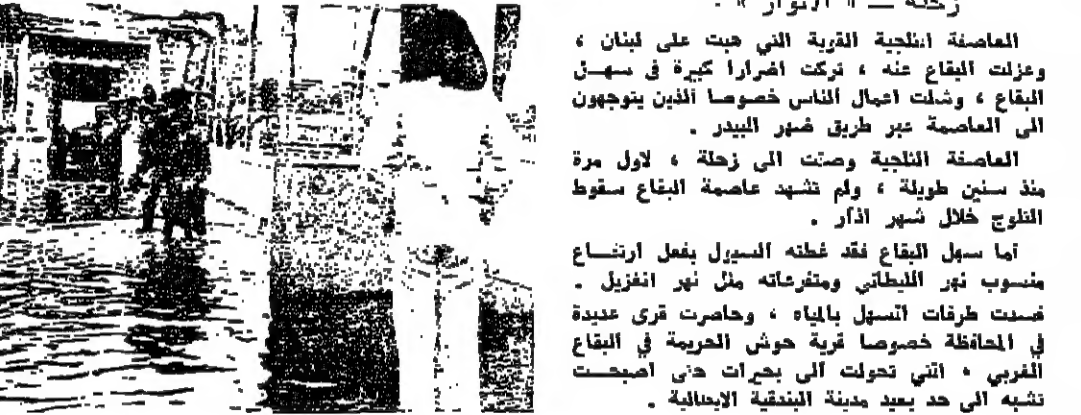 زحلة — « الانوار » .
العاصفة الثلجية القوية التي هبت على لبنان ،
وعزلت البقاع عنه ، تركت اضرارا كبيرة في سهل
البقاع ، وشلت اعمال الناس خصوصا الذين يتوجهون
الى العاصمة عبر طريق ضهر البيدر .
العاصفة الثلجية وصلت الى زحلة ، لاول مرة
منذ سنين طويلة ، ولم تشهد عاصمة البقاع سقوط
الثلوج خلال شهر اذار .
أما سهل البقاع فقد غطته السيول بفعل ارتفاع
منسوب نهر الليطاني ومتفرعاته مثل نهر الغزيل .
فسدت طرقات السهل بالمياه ، وحاصرت قرى عديدة
في المحافظة خصوصا قرية حوش الحريمة في البقاع
الغربي ، التي تحولت الى بحيرات حتى اصبحت
تشبه الى حد بعيد مدينة البندقية الايطالية .